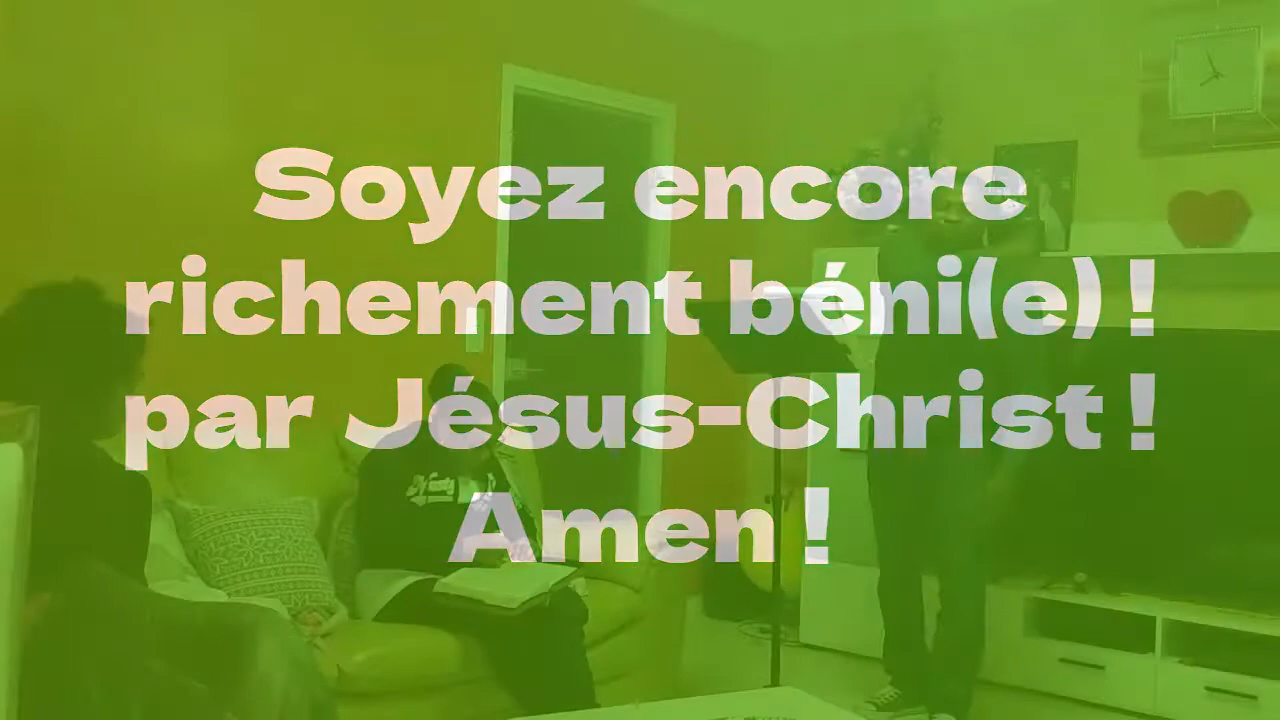 Soyez encore
richement béni(e) !
par Jésus-Christ !
Amen !